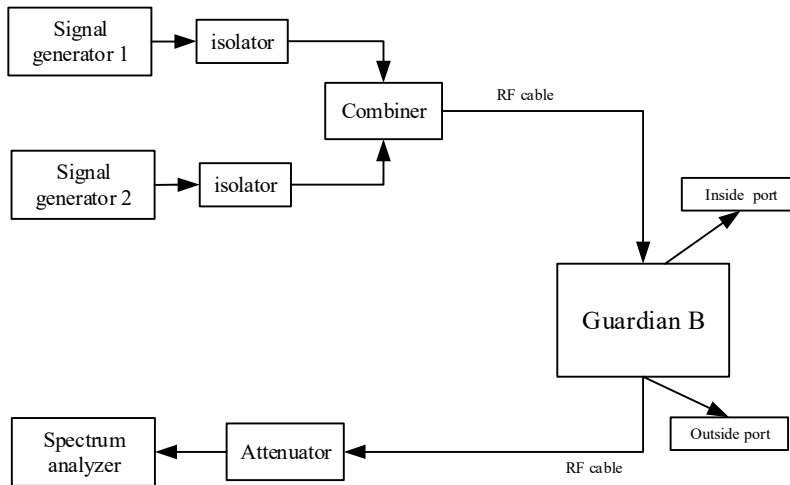 Signal
generator 1
isolator
Combiner
RF cable
Signal
generator 2
isolator
Inside port
Guardian B
Outside port
Spectrum
analyzer
Attenuator
RF cable